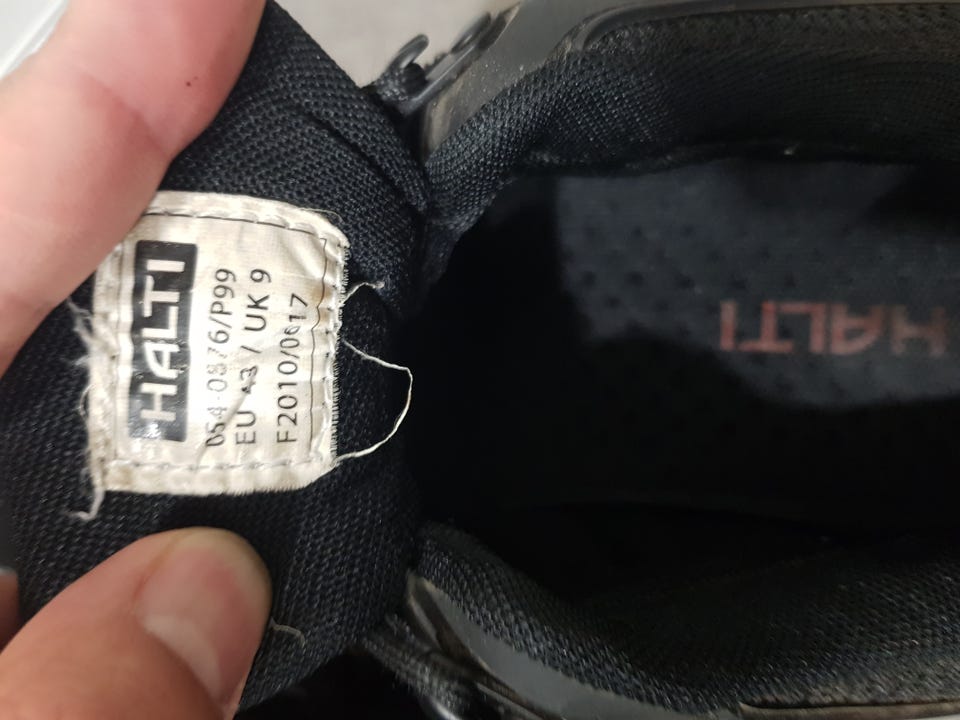 HALTI
054-0876/P99
EU 43 / UK 9
F2010/0617
HALTI